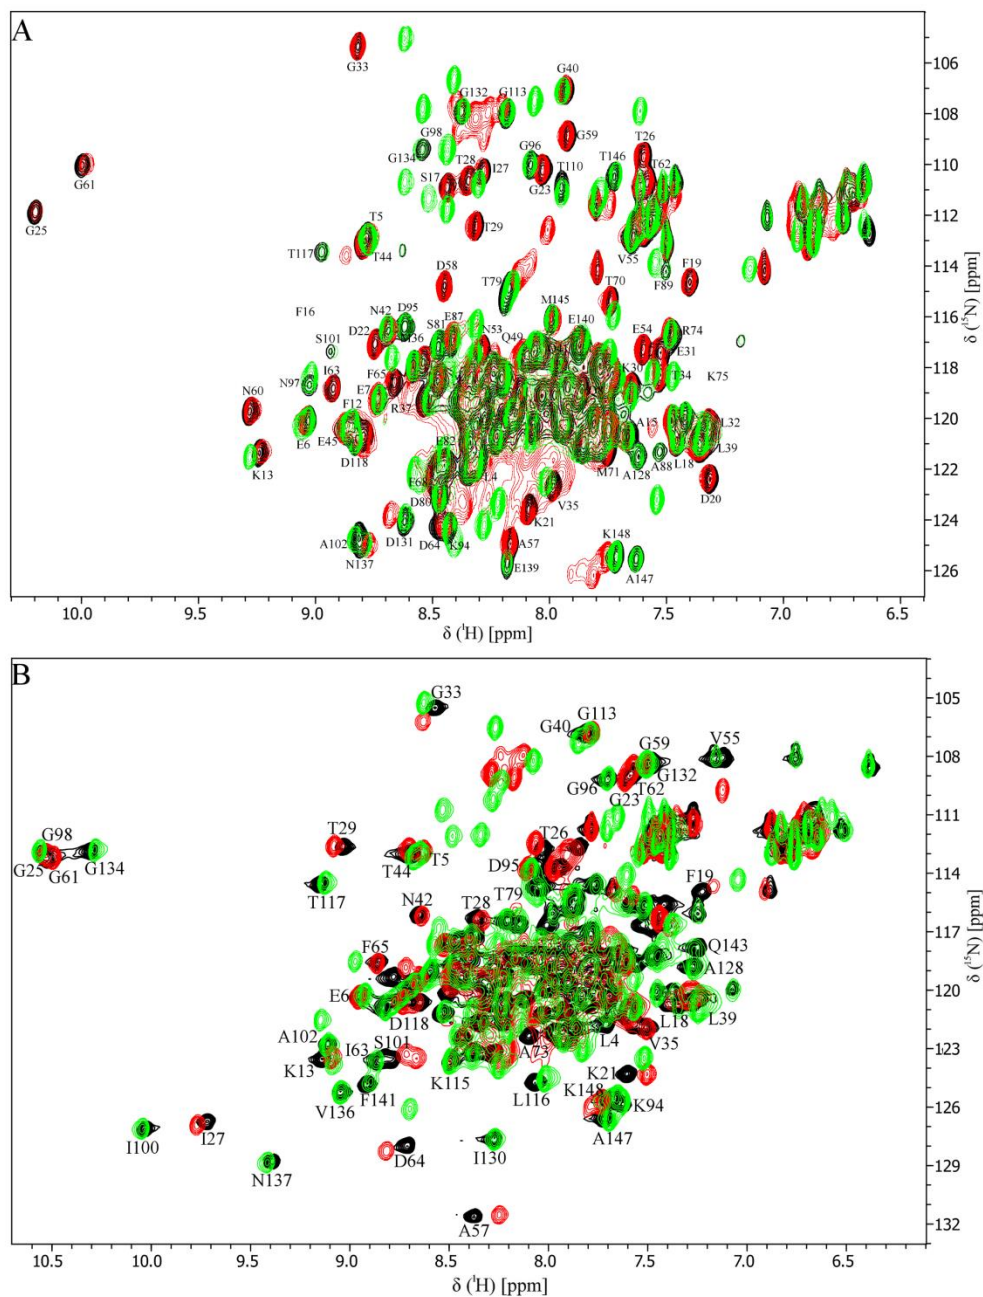 A
G33
G132 G113
G40
G98
G59
G134
T28
I27
G96
T26
G61
S17
G23
T110
T146
T62
G25
T5
T29
T117
T44
V55
F89
F19
D58
T79
T70
F16
N42
D95
M145
E87
E140
D22
M36
S81
N53
Q49
E54
R74
S101
E31
N97
I63
F65
K30
T34
K75
N60
E7
R37
F12
A15
L32
E6
E45
E82
L39
D118
L18
A88
K13
F68
L4
A128
M71
D80
V35
D20
K21
D131
A102
D64
K94
A57
K148
N137
E139
A147
106
108
110
112
114
116
118
120
122
124
126
δ (¹⁵N) [ppm]
10.0 9.5 9.0 8.5 8.0 7.5 7.0 6.5
δ (¹H) [ppm]
B
G33
G40
G113
V55
G59
G132
G96
T62
G23
G98
T29
T26
G25
G61
G134
T44
T5
D95
F19
T117
T79
N42
T28
Q143
F65
A128
E6
D118
L18
L39
L4
V35
A102
S101
A73
I63
K13
K115
K21
L116
K148
F141
K94
V136
A147
I100
I27
D64
I130
N137
A57
105
108
111
114
117
120
123
126
129
132
δ (¹⁵N) [ppm]
10.5 10.0 9.5 9.0 8.5 8.0 7.5 7.0 6.5
δ (¹H) [ppm]